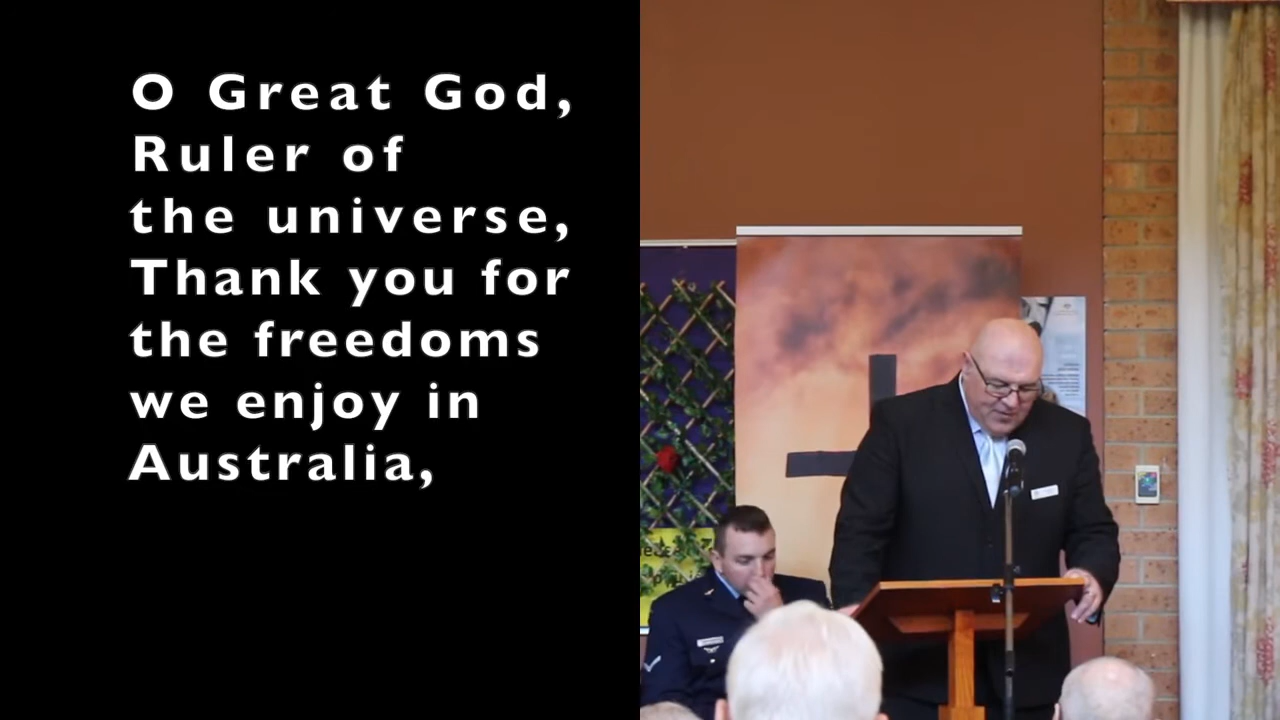 O Great God,
Ruler of
the universe,
Thank you for
the freedoms
we enjoy in
Australia,